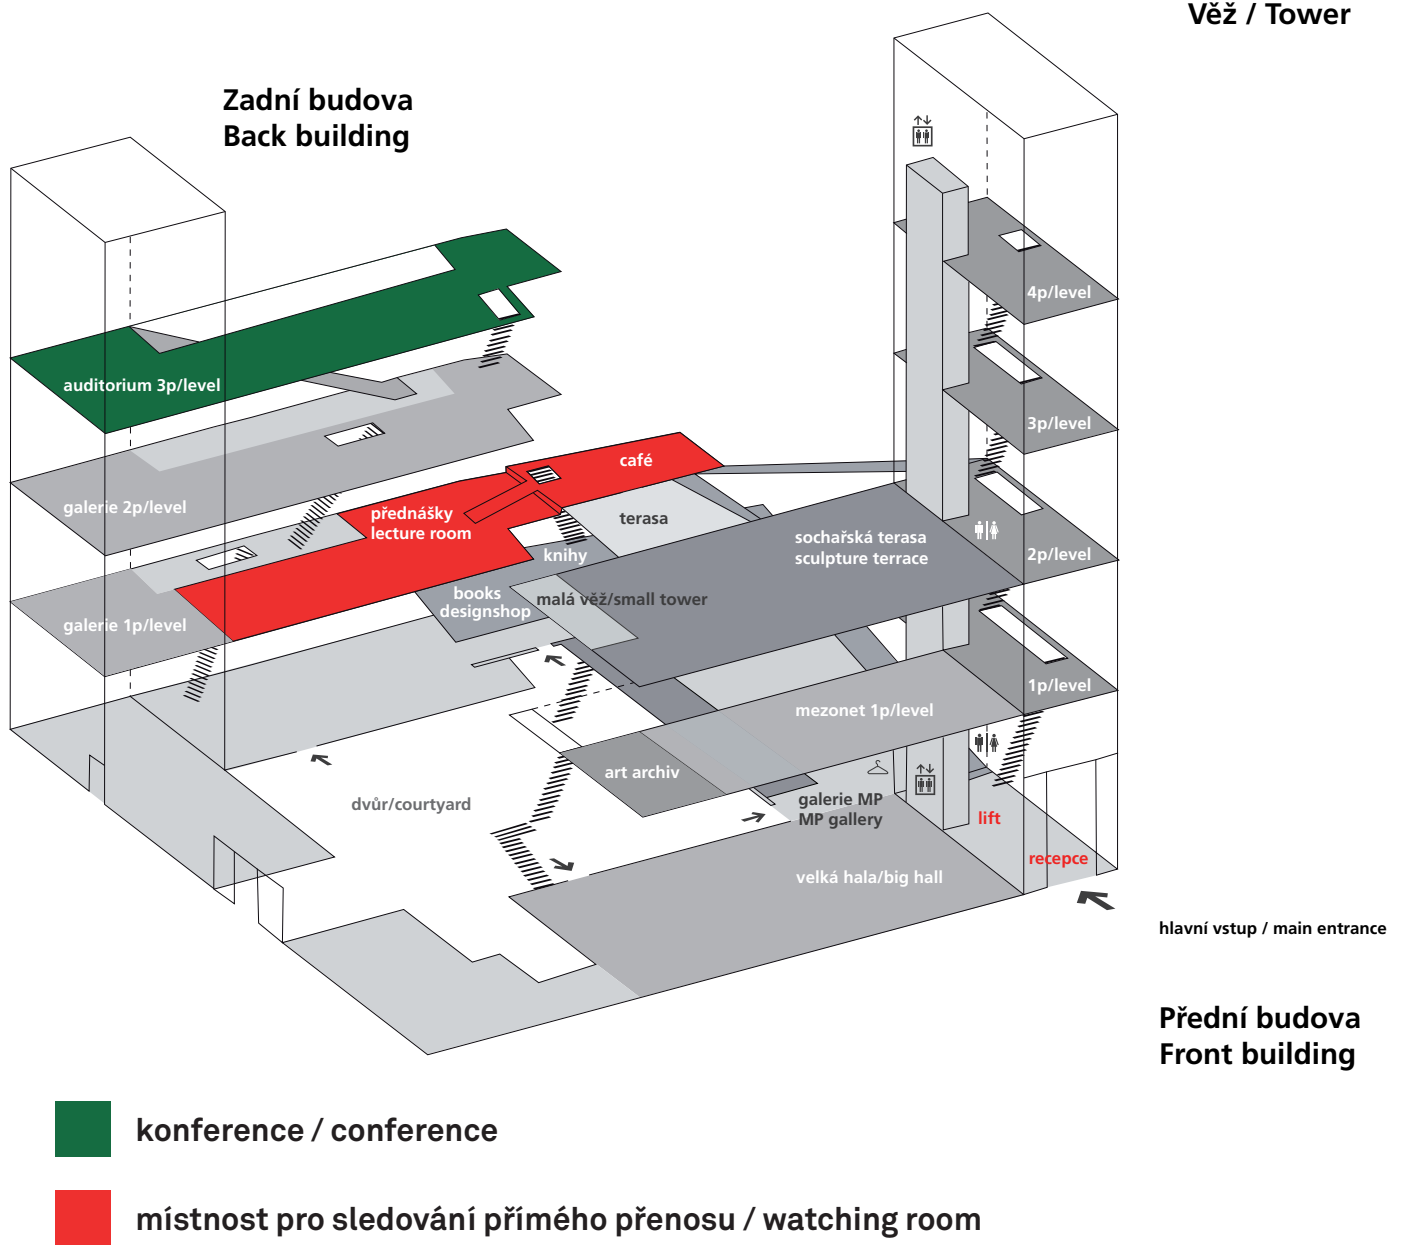 Věž / Tower
Zadní budova
Back building
4p/level
auditorium 3p/level
3p/level
café
galerie 2p/level
přednášky
lecture room
terasa
sochařská terasa
sculpture terrace
knihy
2p/level
books
designshop
malá věž/small tower
galerie 1p/level
1p/level
mezonet 1p/level
art archiv
dvůr/courtyard
galerie MP
MP gallery
lift
recepce
velká hala/big hall
hlavní vstup / main entrance
Přední budova
Front building
konference / conference
místnost pro sledování přímého přenosu / watching room